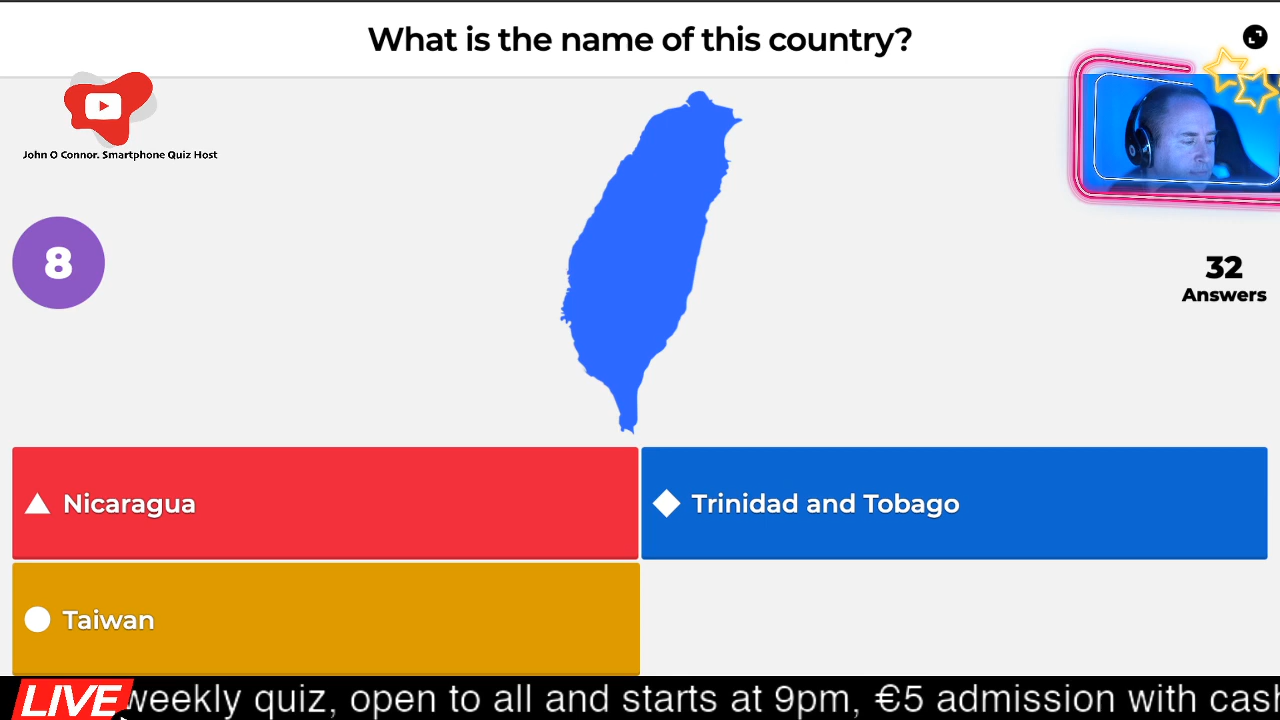 What is the name of this country?
John O Connor. Smartphone Quiz Host
8
32
Answers
Nicaragua
Trinidad and Tobago
Taiwan
LIVE weekly quiz, open to all and starts at 9pm, €5 admission with cash